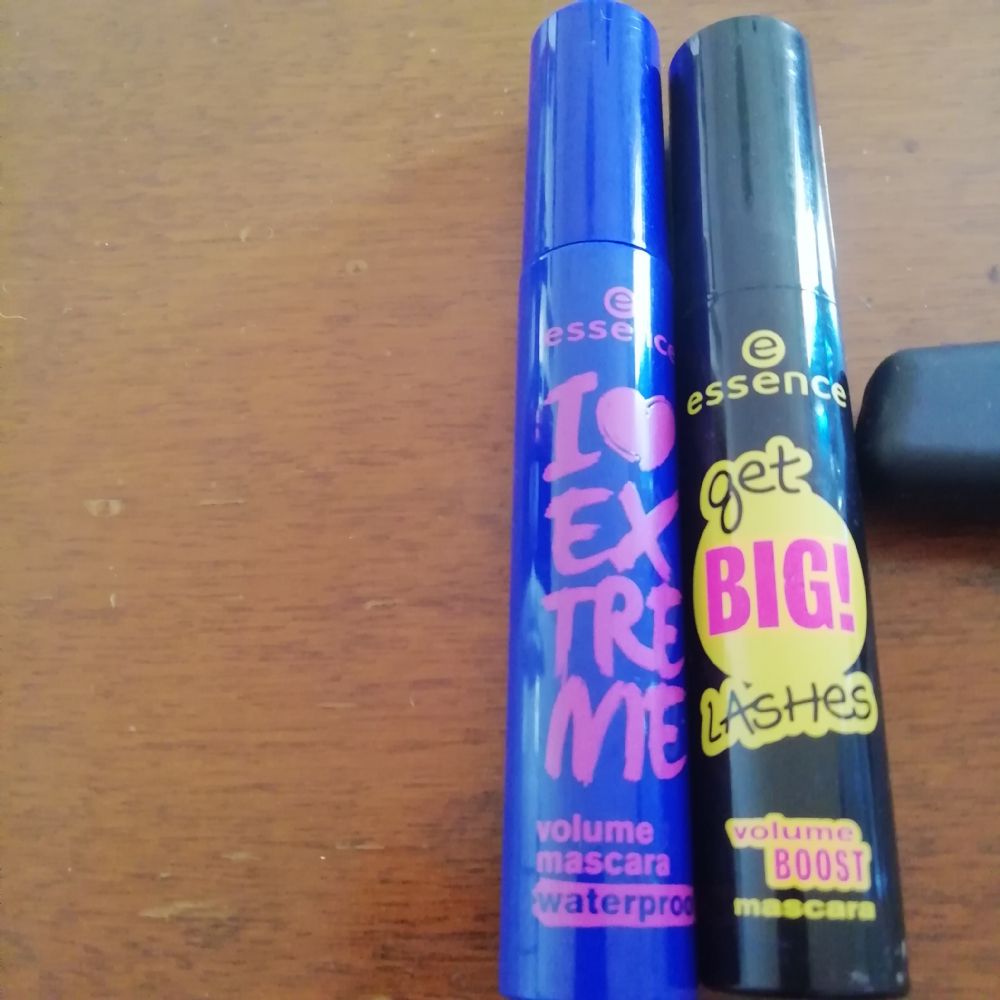 e
essence
I
EX
TRE
ME
volume
mascara
waterproo
e
essence
get
BIG!
LASHES
volume
BOOST
mascara